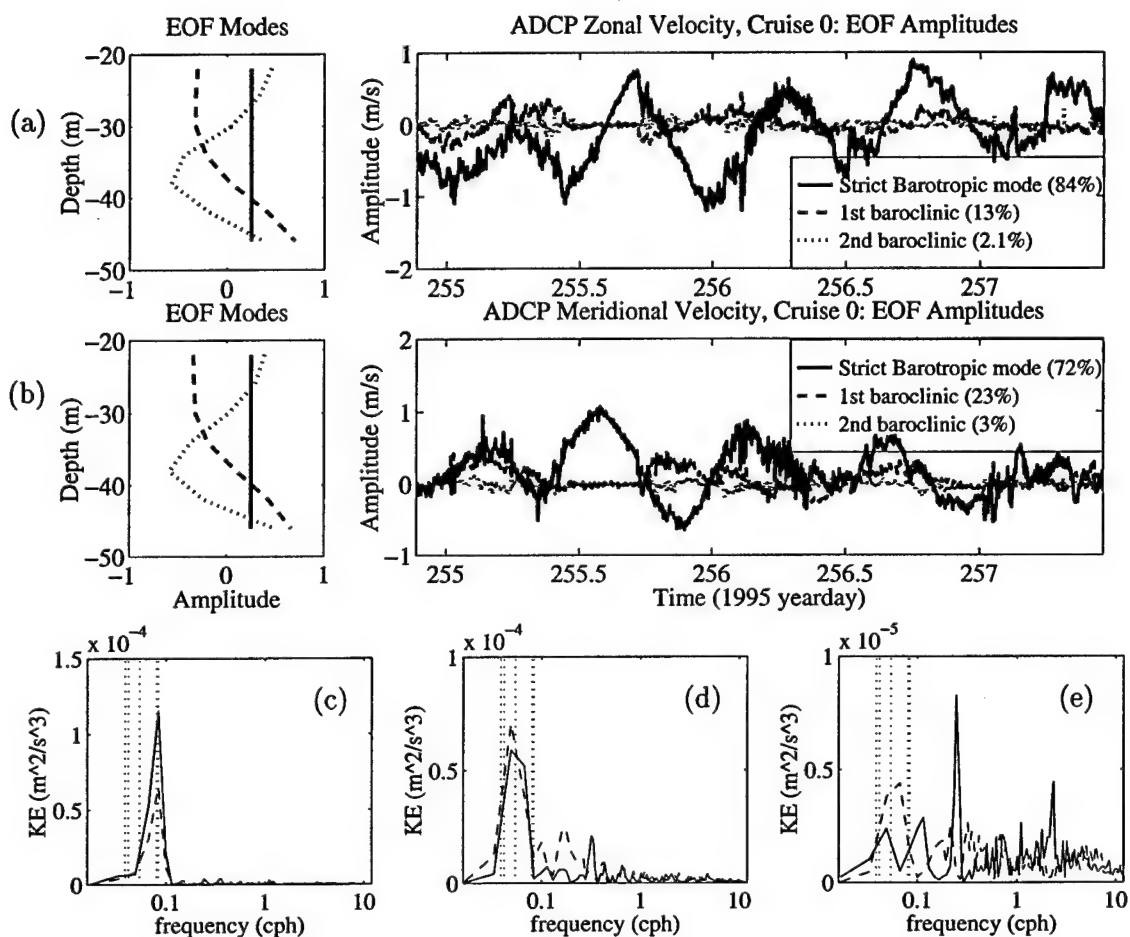 EOF Modes
ADCP Zonal Velocity, Cruise 0: EOF Amplitudes
(a)
Depth (m)
-20
-30
-40
-50
-1
0
1
Amplitude (m/s)
1
0
-1
-2
Strict Barotropic mode (84%)
1st baroclinic (13%)
2nd baroclinic (2.1%)
255
255.5
256
256.5
257
EOF Modes
ADCP Meridional Velocity, Cruise 0: EOF Amplitudes
(b)
Depth (m)
-20
-30
-40
-50
-1
0
1
Amplitude
Amplitude (m/s)
2
1
0
-1
Strict Barotropic mode (72%)
1st baroclinic (23%)
2nd baroclinic (3%)
255
255.5
256
256.5
257
Time (1995 yearday)
x 10^-4
1.5
1
0.5
0
KE (m^2/s^3)
(c)
0.1
1
10
frequency (cph)
x 10^-4
1
0.5
0
KE (m^2/s^3)
(d)
0.1
1
10
frequency (cph)
x 10^-5
1
0.5
0
KE (m^2/s^3)
(e)
0.1
1
10
frequency (cph)